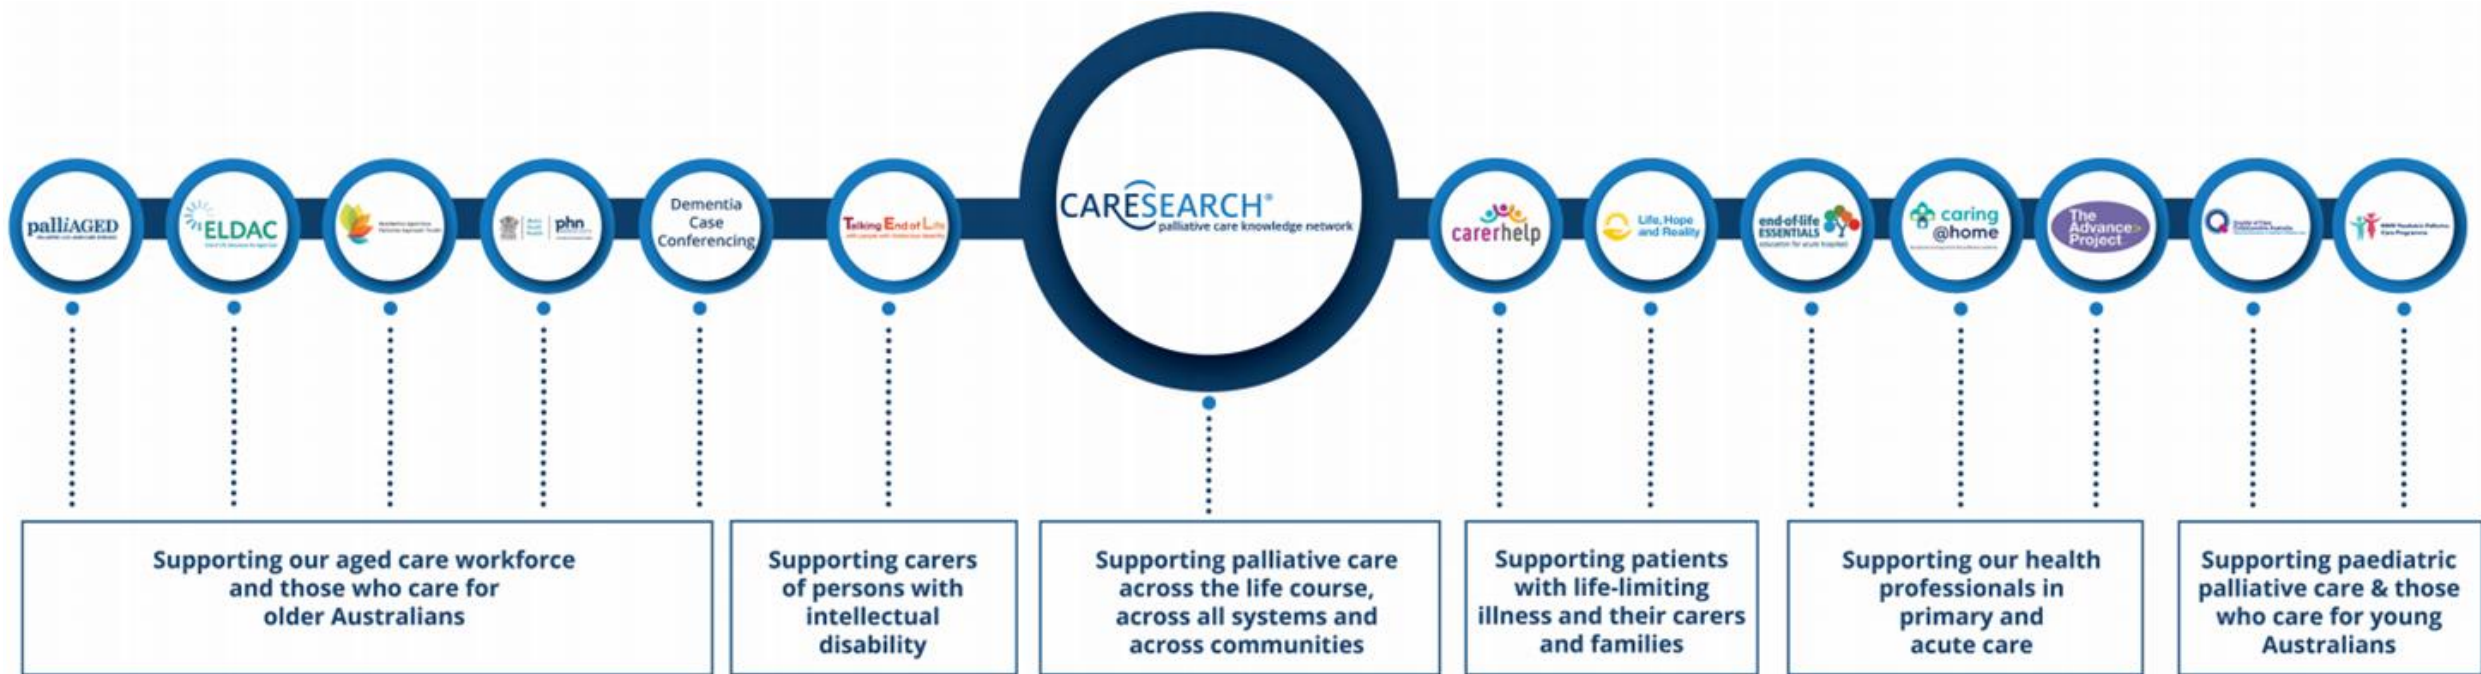 palliAGED
ELDAC
phn
Dementia
Case
Conferencing
Talking End of Life
CARESEARCH®
palliative care knowledge network
carerhelp
Life, Hope
and Reality
end-of-life
ESSENTIALS
education for acute hospitals
caring
@home
The
Advance>
Project
Supporting our aged care workforce
and those who care for
older Australians
Supporting carers
of persons with
intellectual
disability
Supporting palliative care
across the life course,
across all systems and
across communities
Supporting patients
with life-limiting
illness and their carers
and families
Supporting our health
professionals in
primary and
acute care
Supporting paediatric
palliative care & those
who care for young
Australians